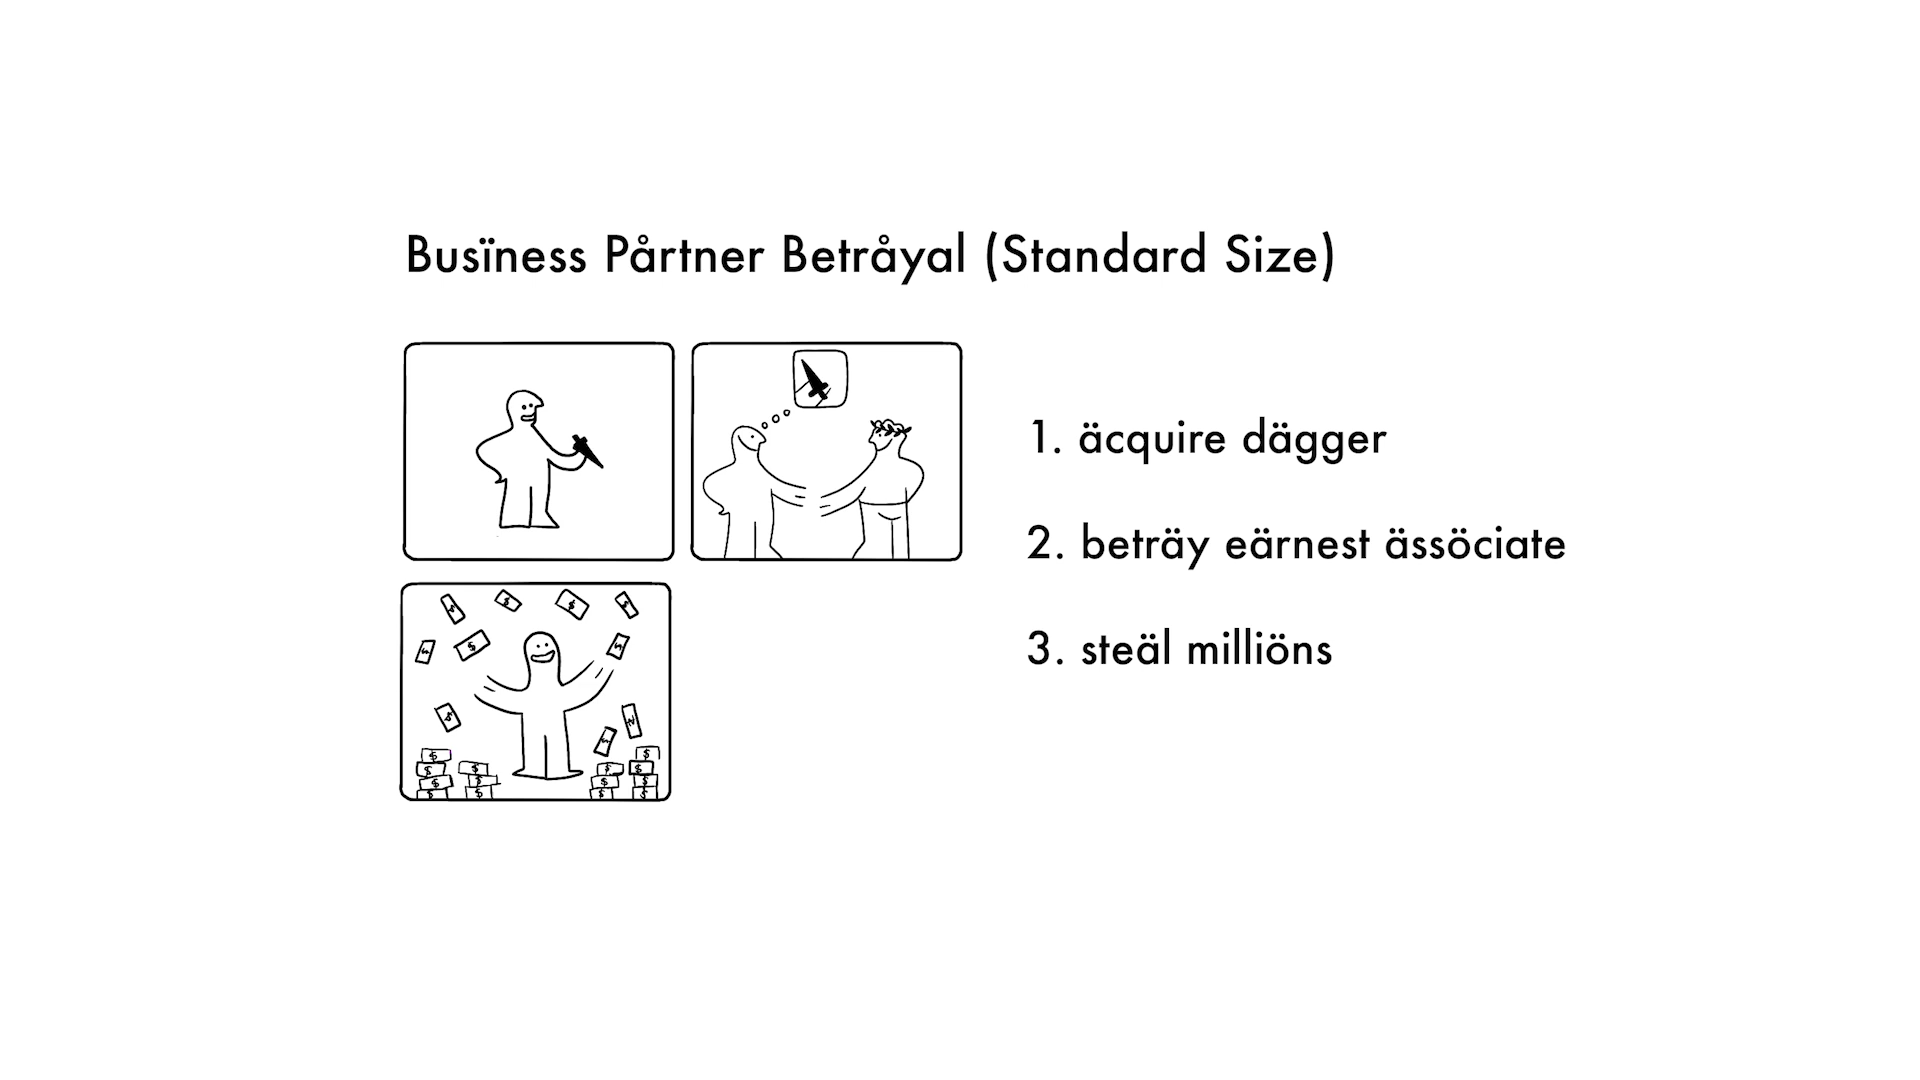 Busïness Pårtner Betråyal (Standard Size)
1. äcquire dägger
2. beträy eärnest ässöciate
3. steäl milliöns